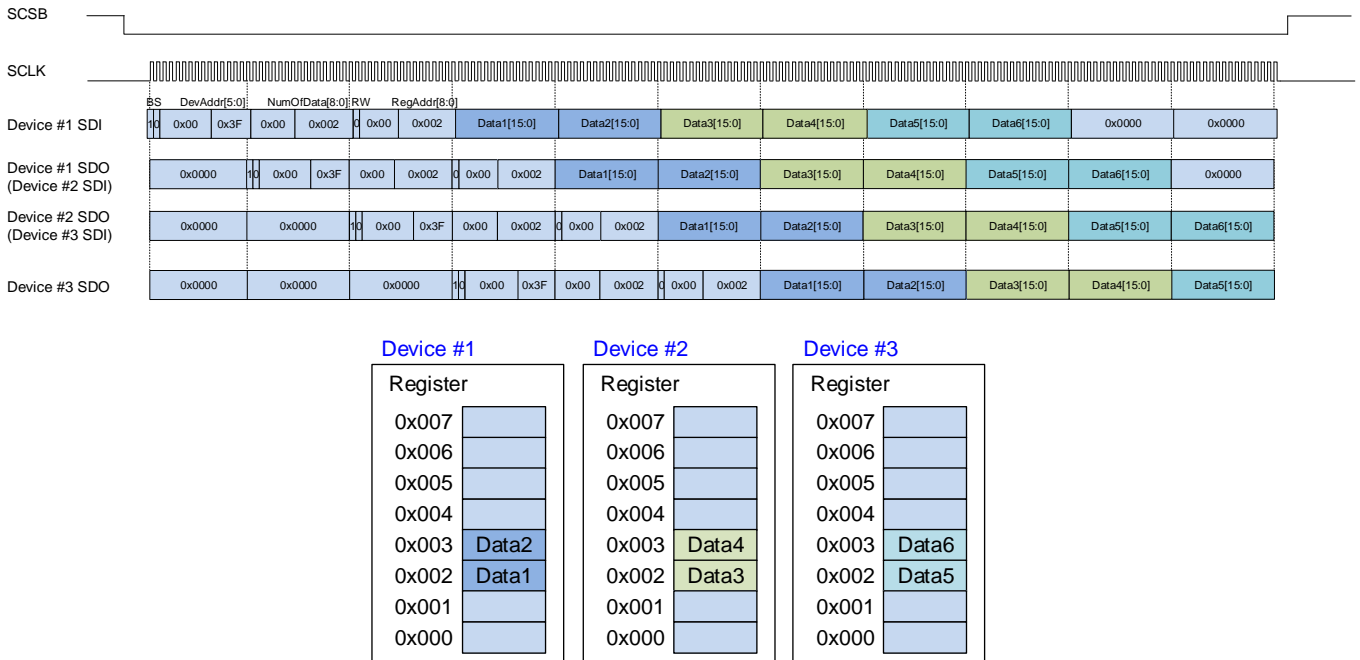 SCSB
SCLK
BS DevAddr[5:0] NumOfData[8:0] RW RegAddr[8:0]
Device #1 SDI 1 0 0x00 0x3F 0x00 0x002 0 0x00 0x002 Data1[15:0] Data2[15:0] Data3[15:0] Data4[15:0] Data5[15:0] Data6[15:0] 0x0000 0x0000
Device #1 SDO
(Device #2 SDI) 0x0000 1 0 0x00 0x3F 0x00 0x002 0 0x00 0x002 Data1[15:0] Data2[15:0] Data3[15:0] Data4[15:0] Data5[15:0] Data6[15:0] 0x0000
Device #2 SDO
(Device #3 SDI) 0x0000 0x0000 1 0 0x00 0x3F 0x00 0x002 0 0x00 0x002 Data1[15:0] Data2[15:0] Data3[15:0] Data4[15:0] Data5[15:0] Data6[15:0]
Device #3 SDO 0x0000 0x0000 0x0000 1 0 0x00 0x3F 0x00 0x002 0 0x00 0x002 Data1[15:0] Data2[15:0] Data3[15:0] Data4[15:0] Data5[15:0]
Device #1 Device #2 Device #3
Register Register Register
0x007 0x007 0x007
0x006 0x006 0x006
0x005 0x005 0x005
0x004 0x004 0x004
0x003 Data2 0x003 Data4 0x003 Data6
0x002 Data1 0x002 Data3 0x002 Data5
0x001 0x001 0x001
0x000 0x000 0x000